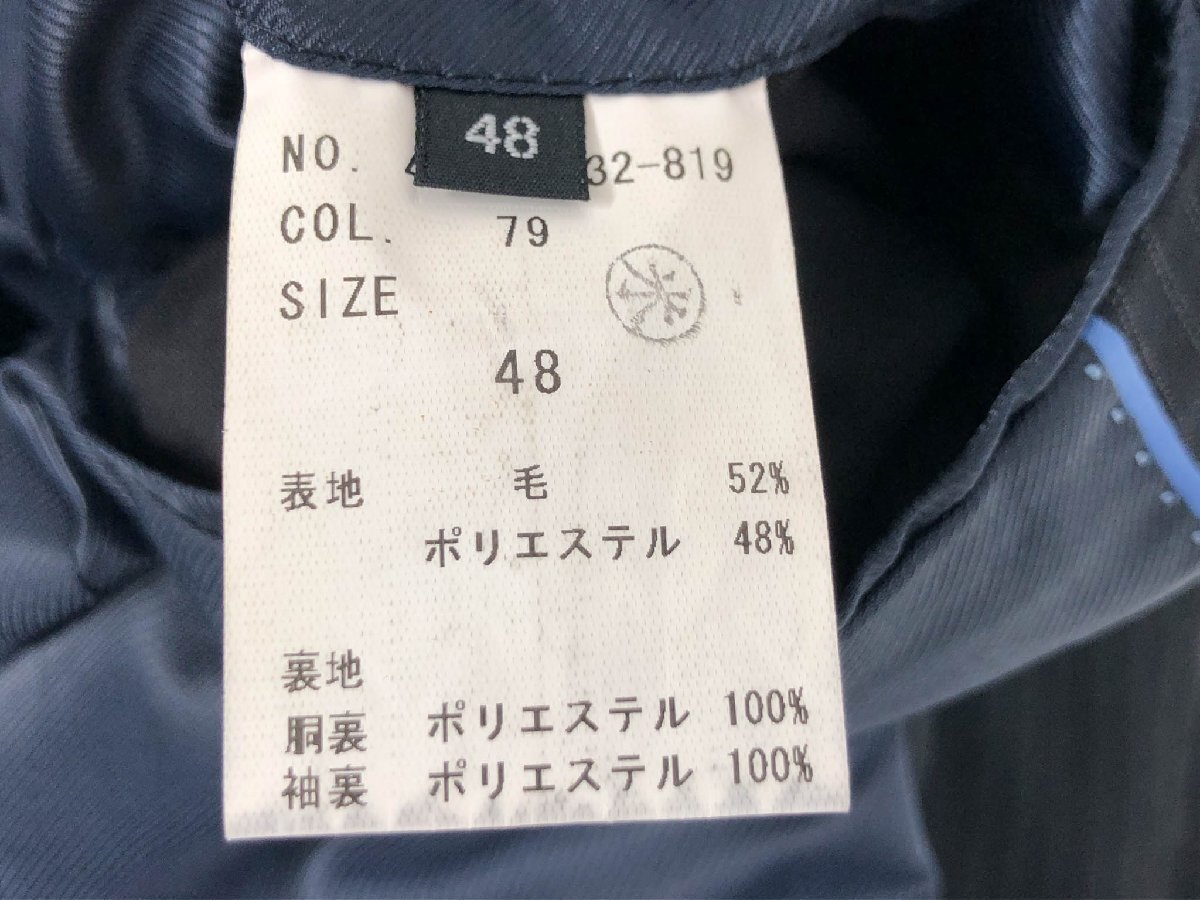 48
NO. 32-819
COL. 79
SIZE
48
表地 毛 52%
ポリエステル 48%
裏地
胴裏 ポリエステル 100%
袖裏 ポリエステル 100%